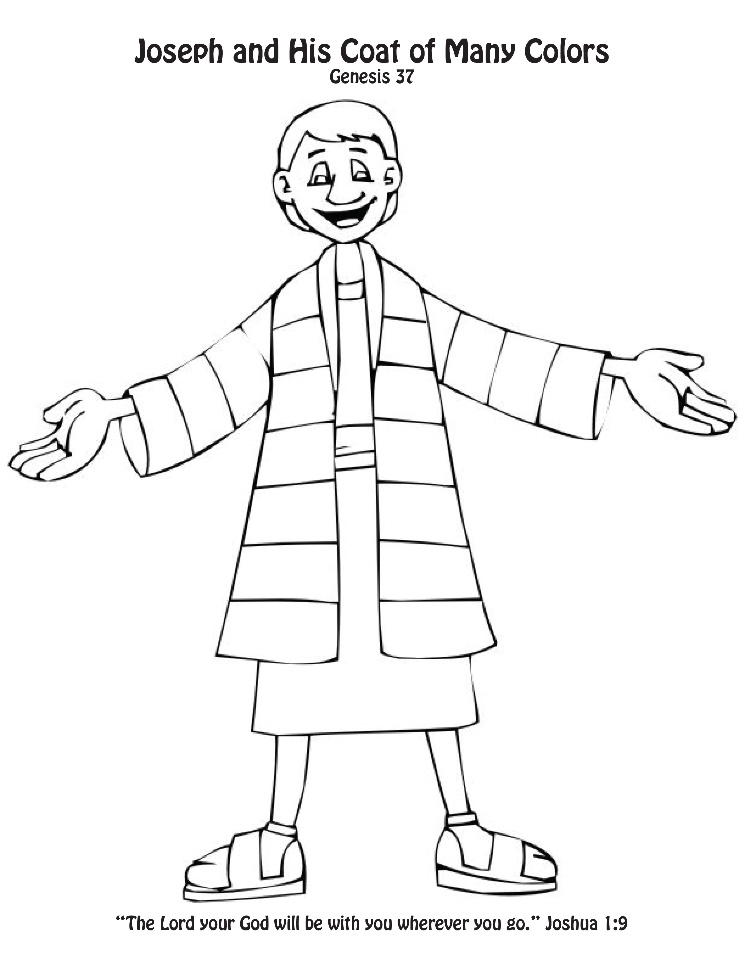 Joseph and His Coat of Many Colors
Genesis 37
“The Lord your God will be with you wherever you go.” Joshua 1:9